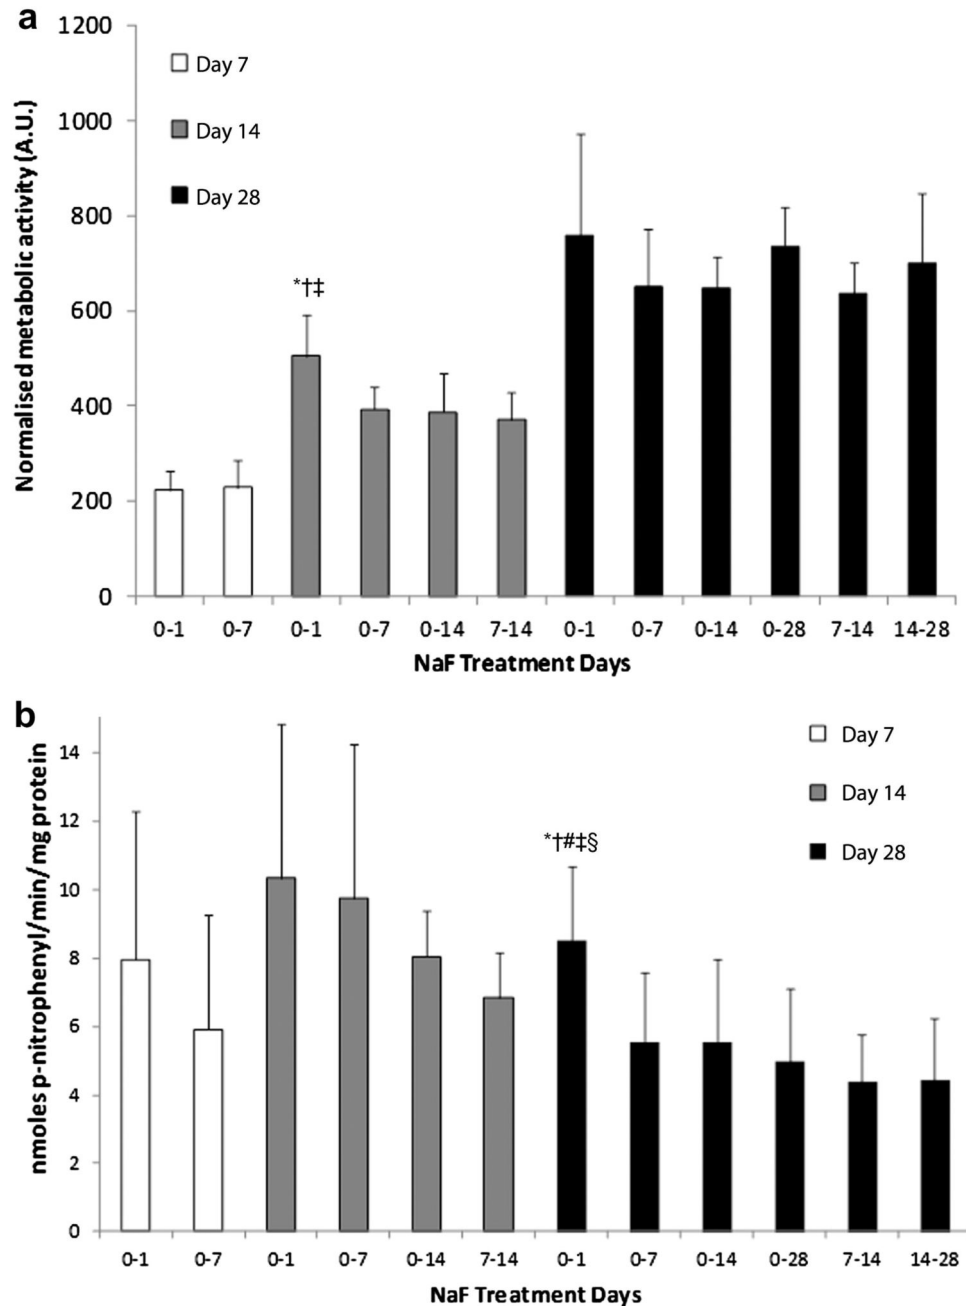 a
Normalised metabolic activity (A.U.)
1200
1000
800
600
400
200
0
Day 7
Day 14
Day 28
*†‡
0-1 0-7 0-1 0-7 0-14 7-14 0-1 0-7 0-14 0-28 7-14 14-28
NaF Treatment Days
b
nmoles p-nitrophenyl/min/mg protein
14
12
10
8
6
4
2
0
Day 7
Day 14
Day 28
*†#‡§
0-1 0-7 0-1 0-7 0-14 7-14 0-1 0-7 0-14 0-28 7-14 14-28
NaF Treatment Days